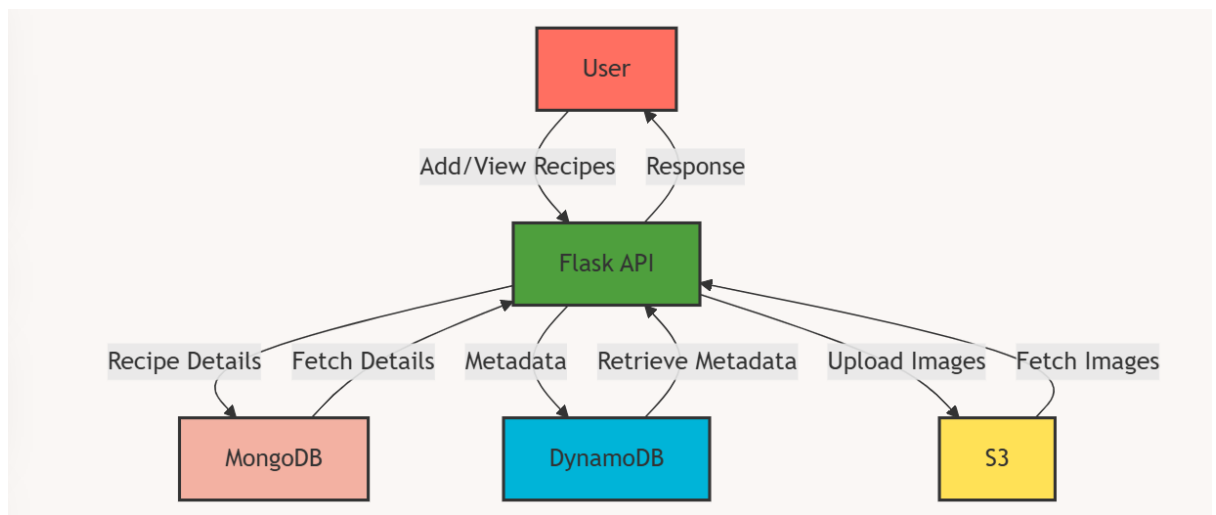 User
Add/View Recipes
Response
Flask API
Recipe Details
Fetch Details
Metadata
Retrieve Metadata
Upload Images
Fetch Images
MongoDB
DynamoDB
S3